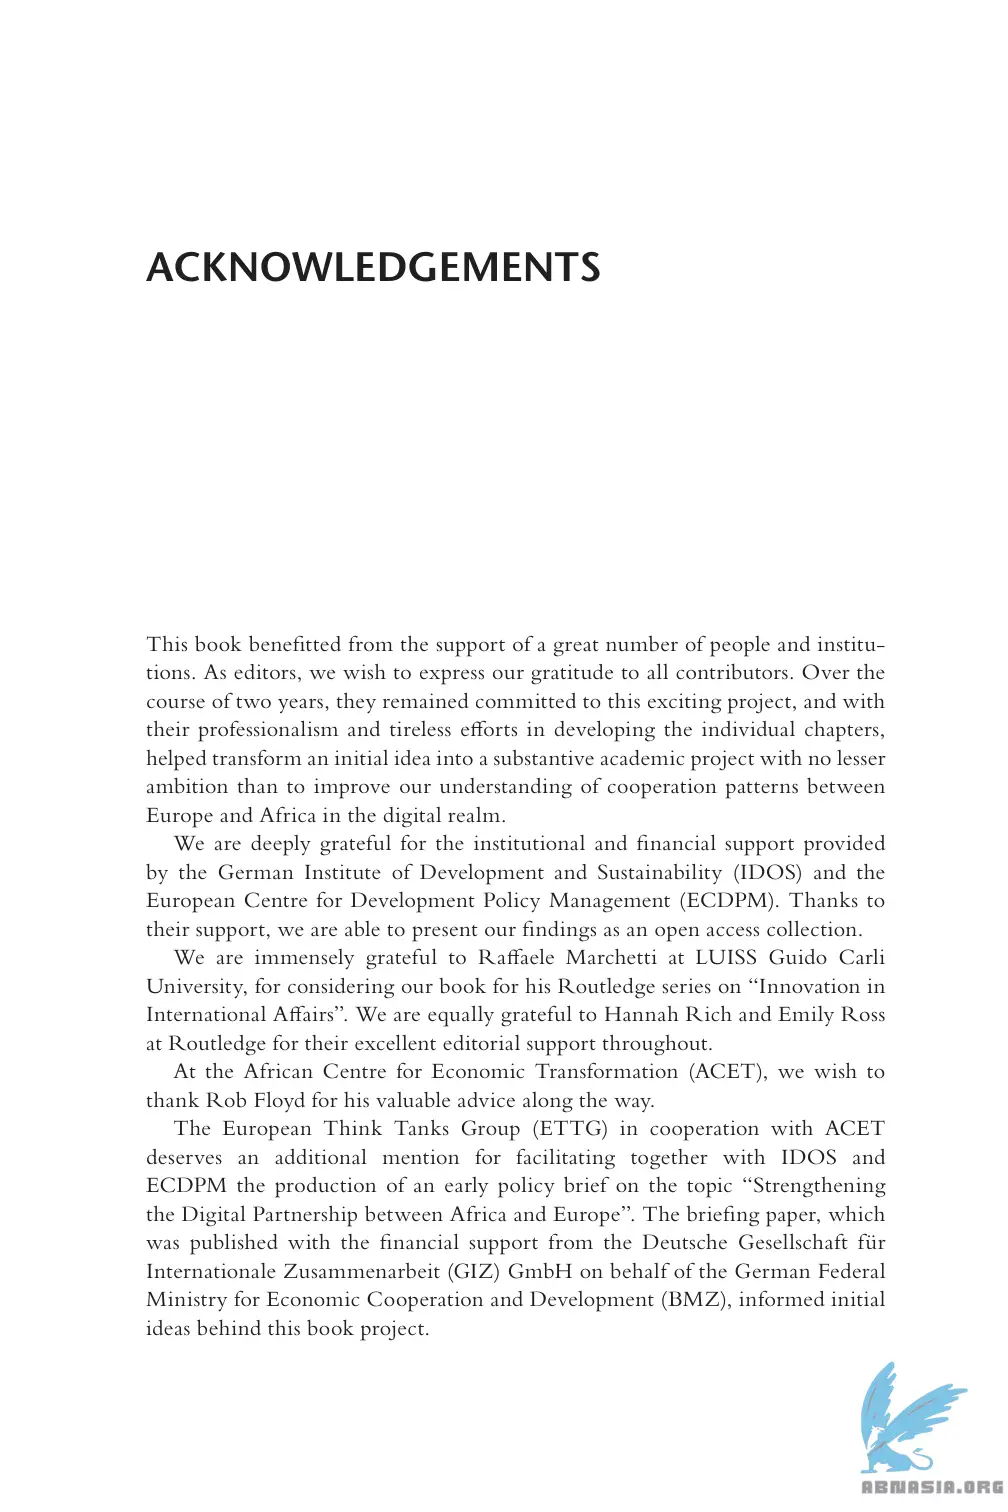 ACKNOWLEDGEMENTS
This book benefitted from the support of a great number of people and institu-
tions. As editors, we wish to express our gratitude to all contributors. Over the
course of two years, they remained committed to this exciting project, and with
their professionalism and tireless efforts in developing the individual chapters,
helped transform an initial idea into a substantive academic project with no lesser
ambition than to improve our understanding of cooperation patterns between
Europe and Africa in the digital realm.
We are deeply grateful for the institutional and financial support provided
by the German Institute of Development and Sustainability (IDOS) and the
European Centre for Development Policy Management (ECDPM). Thanks to
their support, we are able to present our findings as an open access collection.
We are immensely grateful to Raffaele Marchetti at LUISS Guido Carli
University, for considering our book for his Routledge series on “Innovation in
International Affairs”. We are equally grateful to Hannah Rich and Emily Ross
at Routledge for their excellent editorial support throughout.
At the African Centre for Economic Transformation (ACET), we wish to
thank Rob Floyd for his valuable advice along the way.
The European Think Tanks Group (ETTG) in cooperation with ACET
deserves an additional mention for facilitating together with IDOS and
ECDPM the production of an early policy brief on the topic “Strengthening
the Digital Partnership between Africa and Europe”. The briefing paper, which
was published with the financial support from the Deutsche Gesellschaft für
Internationale Zusammenarbeit (GIZ) GmbH on behalf of the German Federal
Ministry for Economic Cooperation and Development (BMZ), informed initial
ideas behind this book project.
ABNASIA.ORG